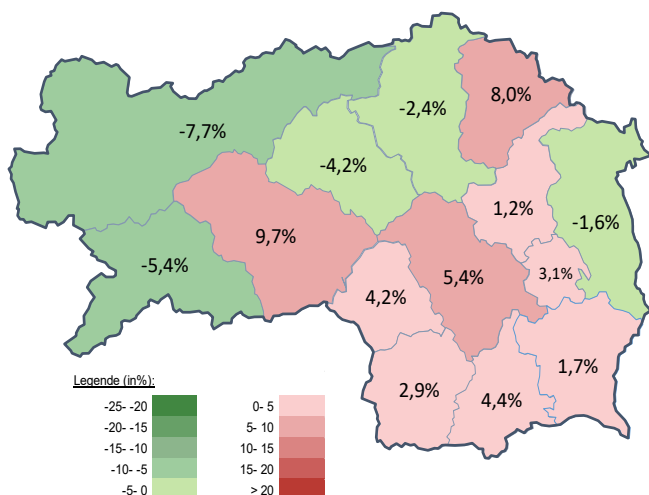 8,0%
-2,4%
-7,7%
-4,2%
1,2%
-1,6%
9,7%
-5,4%
5,4%
3,1%
4,2%
1,7%
2,9%
4,4%
Legende (in%):
-25- -20 0- 5
-20- -15 5- 10
-15- -10 10- 15
-10- -5 15- 20
-5- 0 > 20